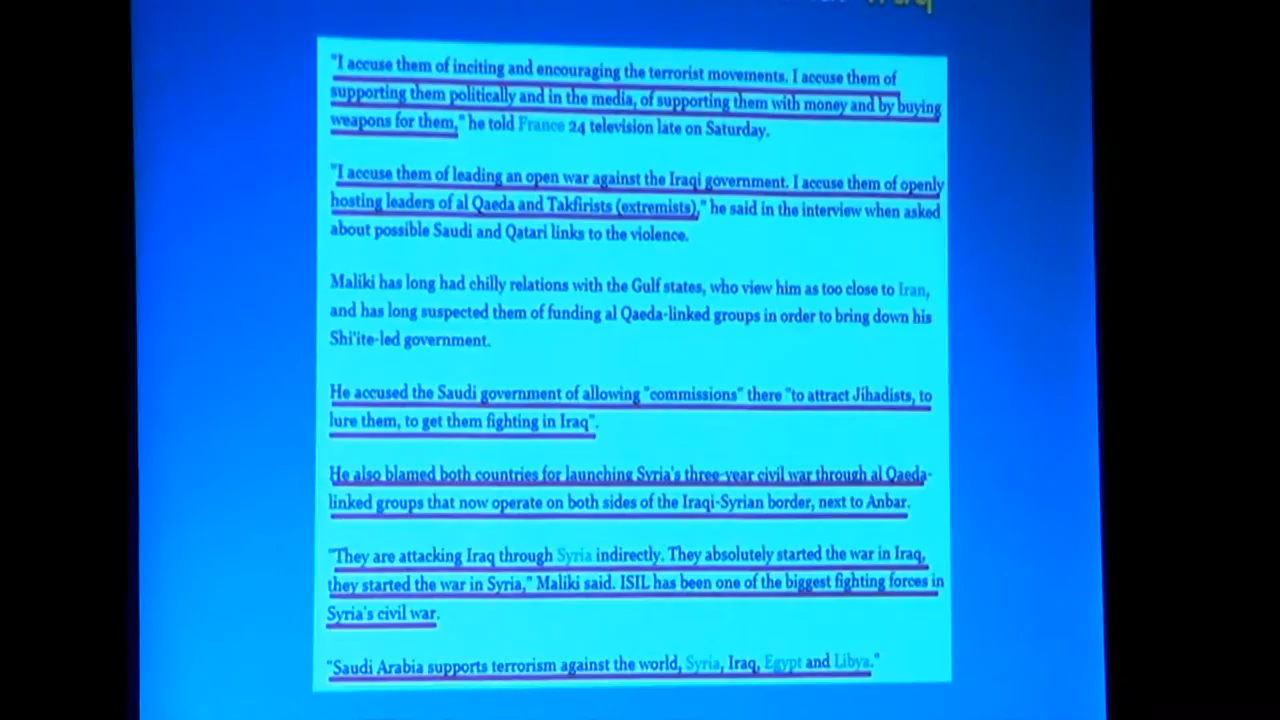 "I accuse them of inciting and encouraging the terrorist movements. I accuse them of
supporting them politically and in the media, of supporting them with money and by buying
weapons for them," he told France 24 television late on Saturday.
"I accuse them of leading an open war against the Iraqi government. I accuse them of openly
hosting leaders of al Qaeda and Takfirists (extremists)," he said in the interview when asked
about possible Saudi and Qatari links to the violence.
Maliki has long had chilly relations with the Gulf states, who view him as too close to Iran,
and has long suspected them of funding al Qaeda-linked groups in order to bring down his
Shi'ite-led government.
He accused the Saudi government of allowing "commissions" there "to attract Jihadists, to
lure them, to get them fighting in Iraq".
He also blamed both countries for launching Syria's three-year civil war through al Qaeda-
linked groups that now operate on both sides of the Iraqi-Syrian border, next to Anbar.
"They are attacking Iraq through Syria indirectly. They absolutely started the war in Iraq,
they started the war in Syria," Maliki said. ISIL has been one of the biggest fighting forces in
Syria's civil war.
"Saudi Arabia supports terrorism against the world, Syria, Iraq, Egypt and Libya."